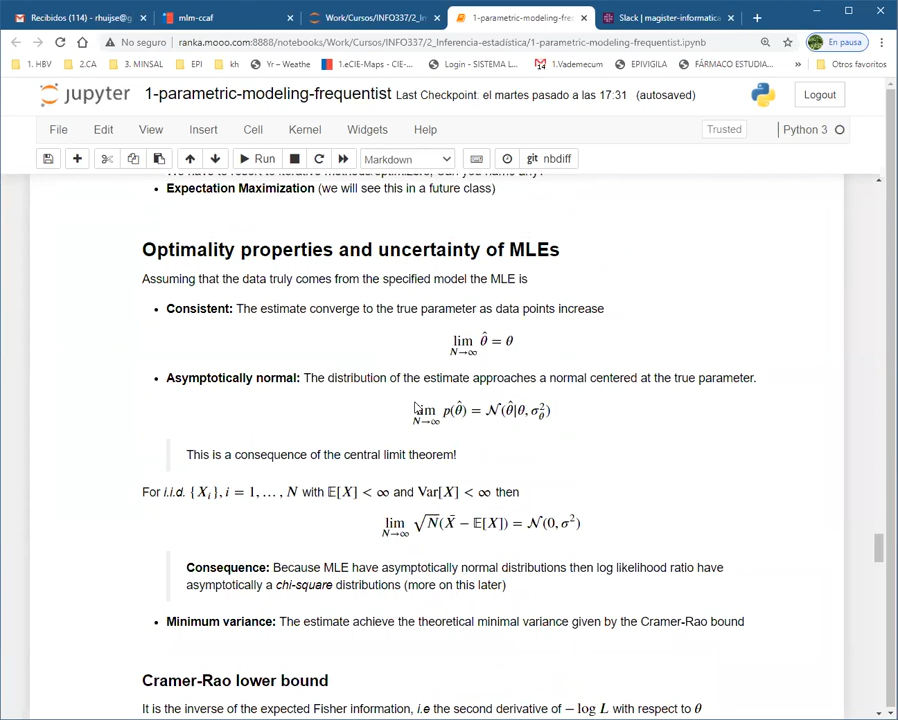 Recibidos (114) - rhuijse@g
mlm-ccaf
Work/Cursos/INFO337/2_In
1-parametric-modeling-fre
Slack | magister-informatica
No seguro
ranka.mooo.com:8888/notebooks/Work/Cursos/INFO337/2_Inferencia-estadística/1-parametric-modeling-frequentist.ipynb
En pausa
1. HBV
2.CA
3. MINSAL
EPI
kh
Yr – Weathe
1.eCIE-Maps - CIE-...
Login - SISTEMA L...
1.Vademecum
EPIVIGILA
FÁRMACO ESTUDIA...
»
Otros favoritos
jupyter
1-parametric-modeling-frequentist Last Checkpoint: el martes pasado a las 17:31 (autosaved)
Logout
File Edit View Insert Cell Kernel Widgets Help
Trusted
Python 3
Run
Markdown
git nbdiff
• Expectation Maximization (we will see this in a future class)
Optimality properties and uncertainty of MLEs
Assuming that the data truly comes from the specified model the MLE is
• Consistent: The estimate converge to the true parameter as data points increase
lim_{N→∞} θ̂ = θ
• Asymptotically normal: The distribution of the estimate approaches a normal centered at the true parameter.
lim_{N→∞} p(θ̂) = 𝒩(θ̂|θ, σ_θ²)
This is a consequence of the central limit theorem!
For i.i.d. {X_i}, i = 1, … , N with 𝔼[X] < ∞ and Var[X] < ∞ then
lim_{N→∞} √N(X̄ − 𝔼[X]) = 𝒩(0, σ²)
Consequence: Because MLE have asymptotically normal distributions then log likelihood ratio have
asymptotically a chi-square distributions (more on this later)
• Minimum variance: The estimate achieve the theoretical minimal variance given by the Cramer-Rao bound
Cramer-Rao lower bound
It is the inverse of the expected Fisher information, i.e the second derivative of − log L with respect to θ